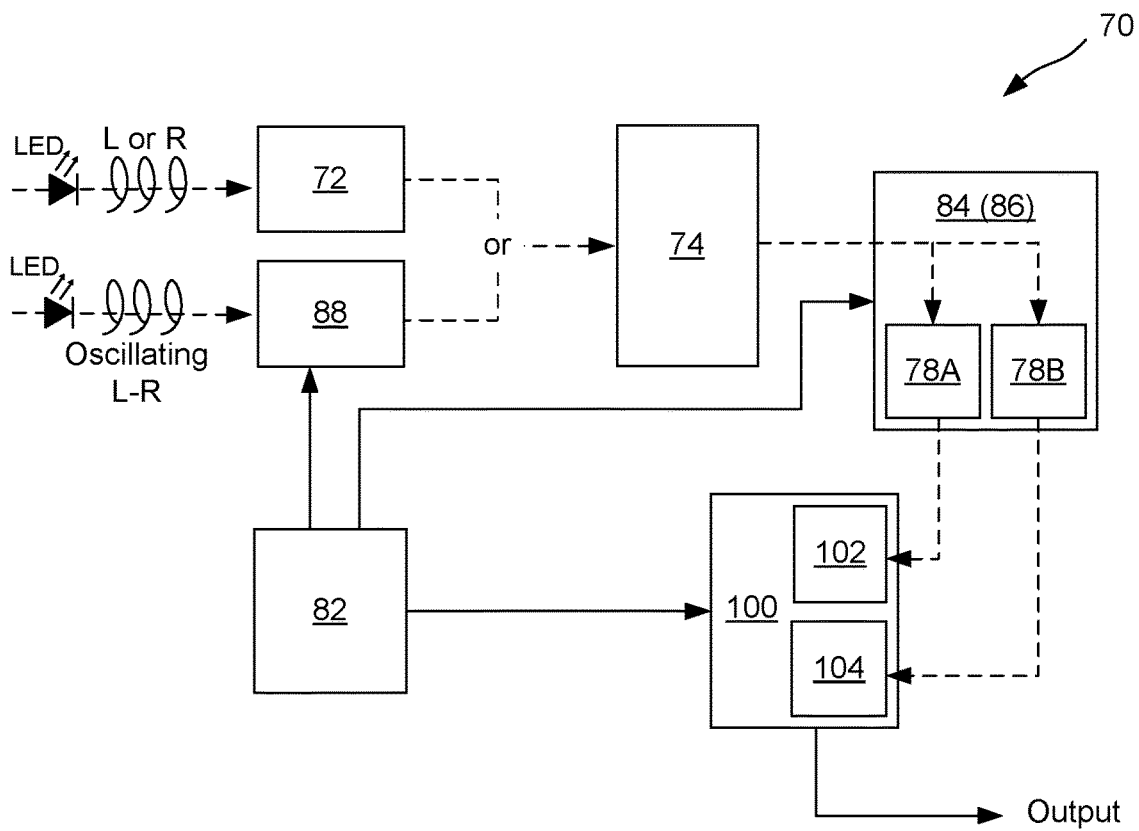 70
LED
L or R
72
84 (86)
or
74
LED
88
Oscillating
L-R
78A
78B
102
82
100
104
Output